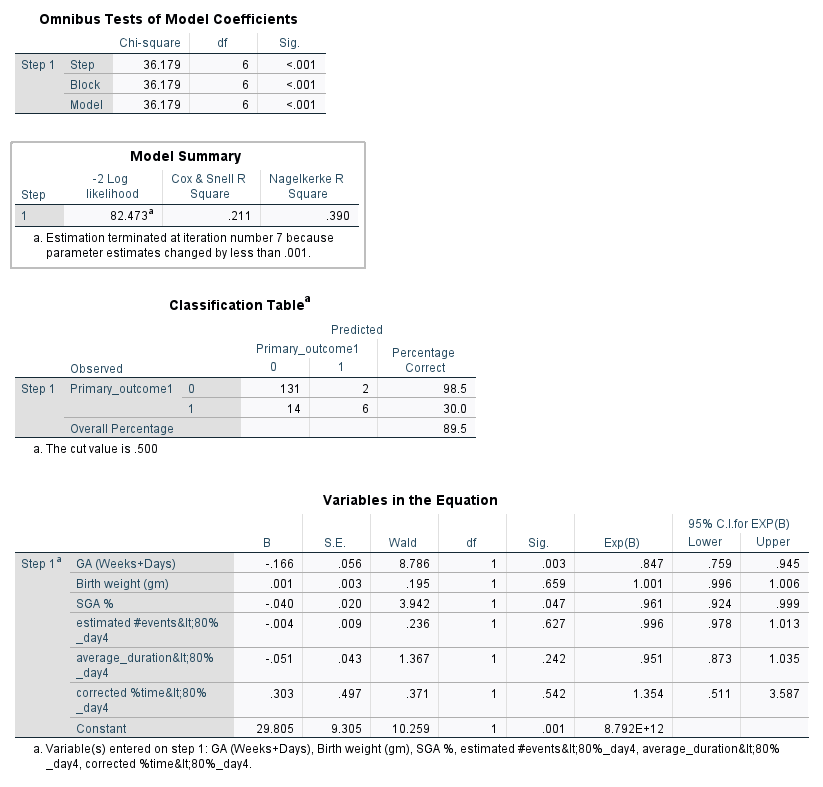 Omnibus Tests of Model Coefficients
Chi-square df Sig.
Step 1 Step 36.179 6 <.001
Block 36.179 6 <.001
Model 36.179 6 <.001
Model Summary
-2 Log Cox & Snell R Nagelkerke R
Step likelihood Square Square
1 82.473a .211 .390
a. Estimation terminated at iteration number 7 because
parameter estimates changed by less than .001.
Classification Tablea
Predicted
Primary_outcome1 Percentage
Observed 0 1 Correct
Step 1 Primary_outcome1 0 131 2 98.5
1 14 6 30.0
Overall Percentage 89.5
a. The cut value is .500
Variables in the Equation
95% C.I.for EXP(B)
B S.E. Wald df Sig. Exp(B) Lower Upper
Step 1a GA (Weeks+Days) -.166 .056 8.786 1 .003 .847 .759 .945
Birth weight (gm) .001 .003 .195 1 .659 1.001 .996 1.006
SGA % -.040 .020 3.942 1 .047 .961 .924 .999
estimated #events&lt;80% -.004 .009 .236 1 .627 .996 .978 1.013
_day4
average_duration&lt;80% -.051 .043 1.367 1 .242 .951 .873 1.035
_day4
corrected %time&lt;80% .303 .497 .371 1 .542 1.354 .511 3.587
_day4
Constant 29.805 9.305 10.259 1 .001 8.792E+12
a. Variable(s) entered on step 1: GA (Weeks+Days), Birth weight (gm), SGA %, estimated #events&lt;80%_day4, average_duration&lt;80%
_day4, corrected %time&lt;80%_day4.